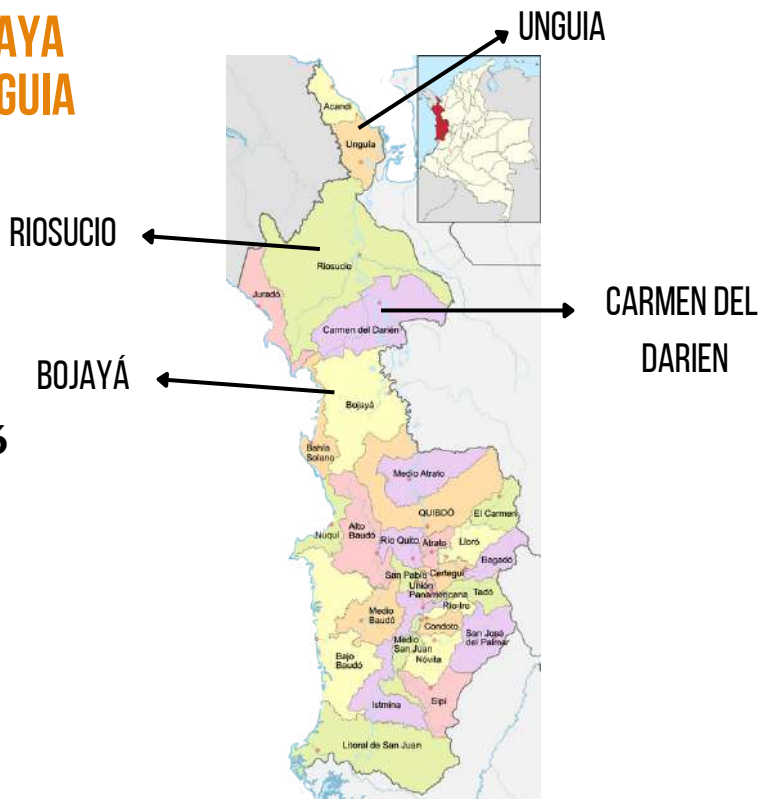 AYA
GUIA
UNGUIA
Acandí
Unguía
RIOSUCIO
Riosucio
Juradó
CARMEN DEL
DARIEN
Carmen del Darién
BOJAYÁ
Bojayá
Bahía
Solano
Medio Atrato
QUIBDÓ
El Carmen
Nuquí
Alto
Baudó
Río Quito
Atrato
Lloró
Bagadó
San Pablo
Certegui
Unión
Panamericana
Tadó
Río Iro
Medio
Baudó
Condoto
San José
del Palmar
Medio
San Juan
Nóvita
Bajo
Baudó
Istmina
Sipí
Litoral de San Juan